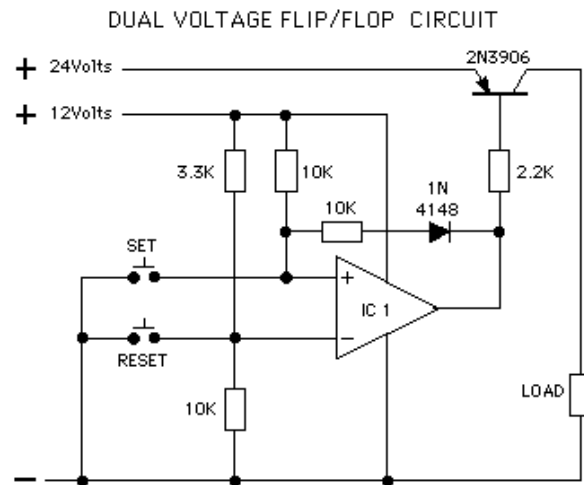 DUAL VOLTAGE FLIP/FLOP CIRCUIT
2N3906
+ 24Volts
+ 12Volts
3.3K
10K
2.2K
1N
4148
10K
SET
+
IC 1
−
RESET
LOAD
10K
−